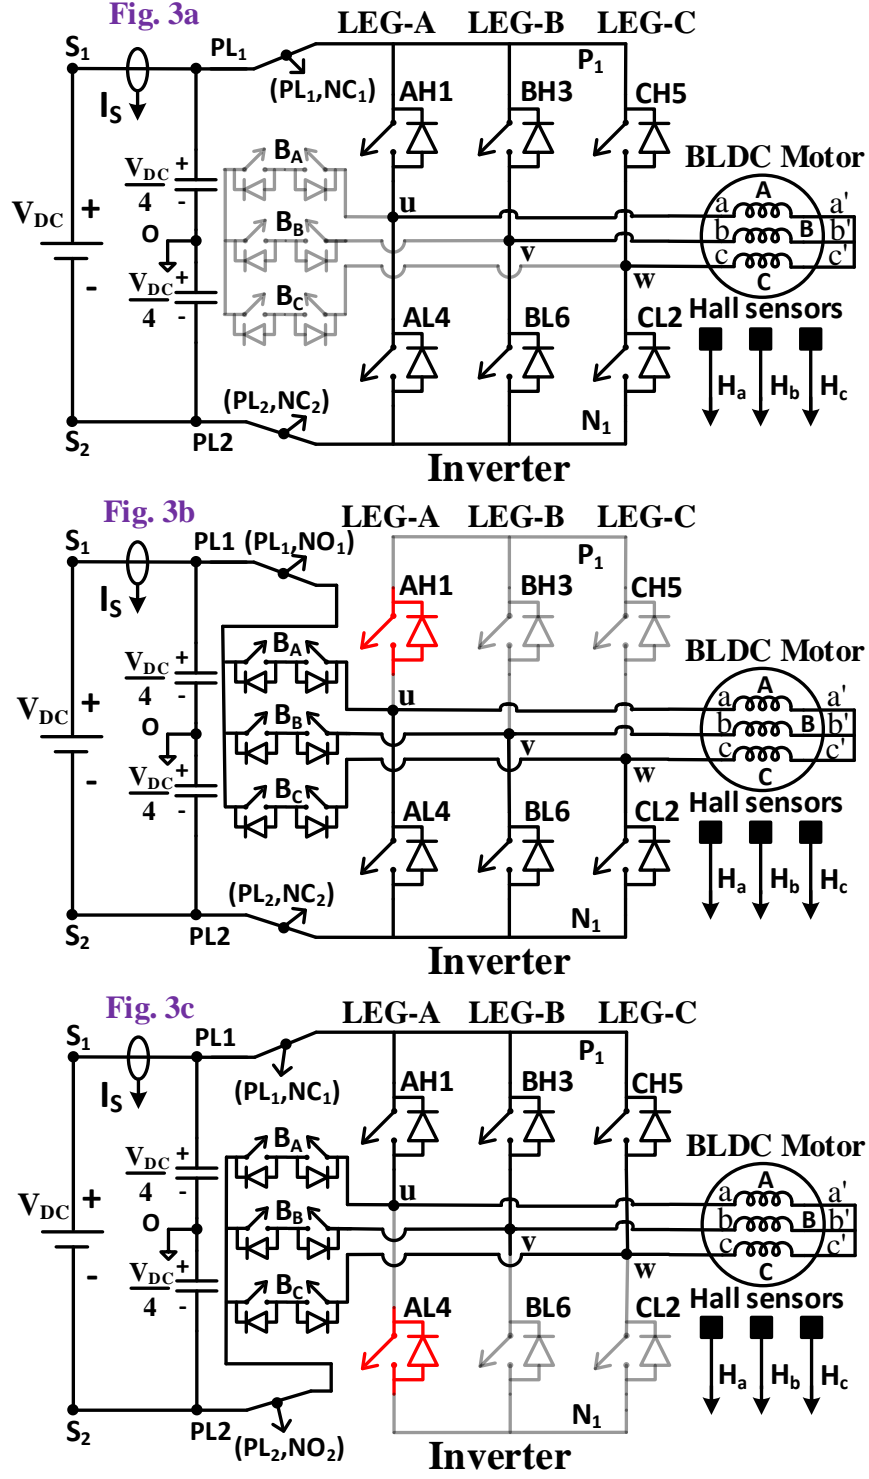 Fig. 3a
LEG-A LEG-B LEG-C
S1 PL1 P1
(PL1,NC1)
IS
AH1 BH3 CH5
BA
BLDC Motor
VDC/4 + -
VDC + -
A
u a a'
O BB b B b'
v c c'
w C
VDC/4 + -
BC
Hall sensors
AL4 BL6 CL2
Ha Hb Hc
(PL2,NC2)
N1
S2 PL2
Inverter
Fig. 3b
LEG-A LEG-B LEG-C
S1 PL1 (PL1,NO1) P1
IS
AH1 BH3 CH5
BA
BLDC Motor
VDC/4 + -
VDC + -
A
u a a'
O BB b B b'
v c c'
w C
VDC/4 + -
BC
Hall sensors
AL4 BL6 CL2
Ha Hb Hc
(PL2,NC2)
N1
S2 PL2
Inverter
Fig. 3c
LEG-A LEG-B LEG-C
S1 PL1 P1
(PL1,NC1)
IS
AH1 BH3 CH5
BA
BLDC Motor
VDC/4 + -
VDC + -
A
u a a'
O BB b B b'
v c c'
w C
VDC/4 + -
BC
Hall sensors
AL4 BL6 CL2
Ha Hb Hc
N1
S2 PL2
(PL2,NO2)
Inverter